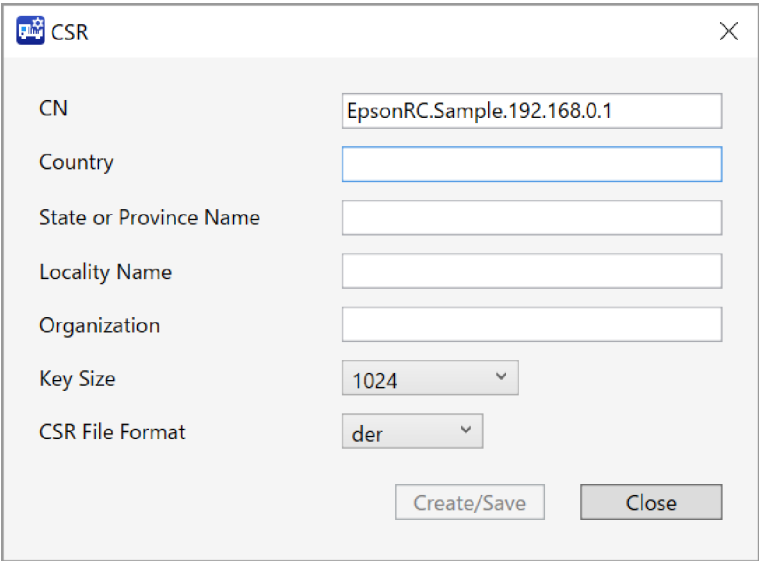 CSR
CN EpsonRC.Sample.192.168.0.1
Country
State or Province Name
Locality Name
Organization
Key Size 1024
CSR File Format der
Create/Save Close